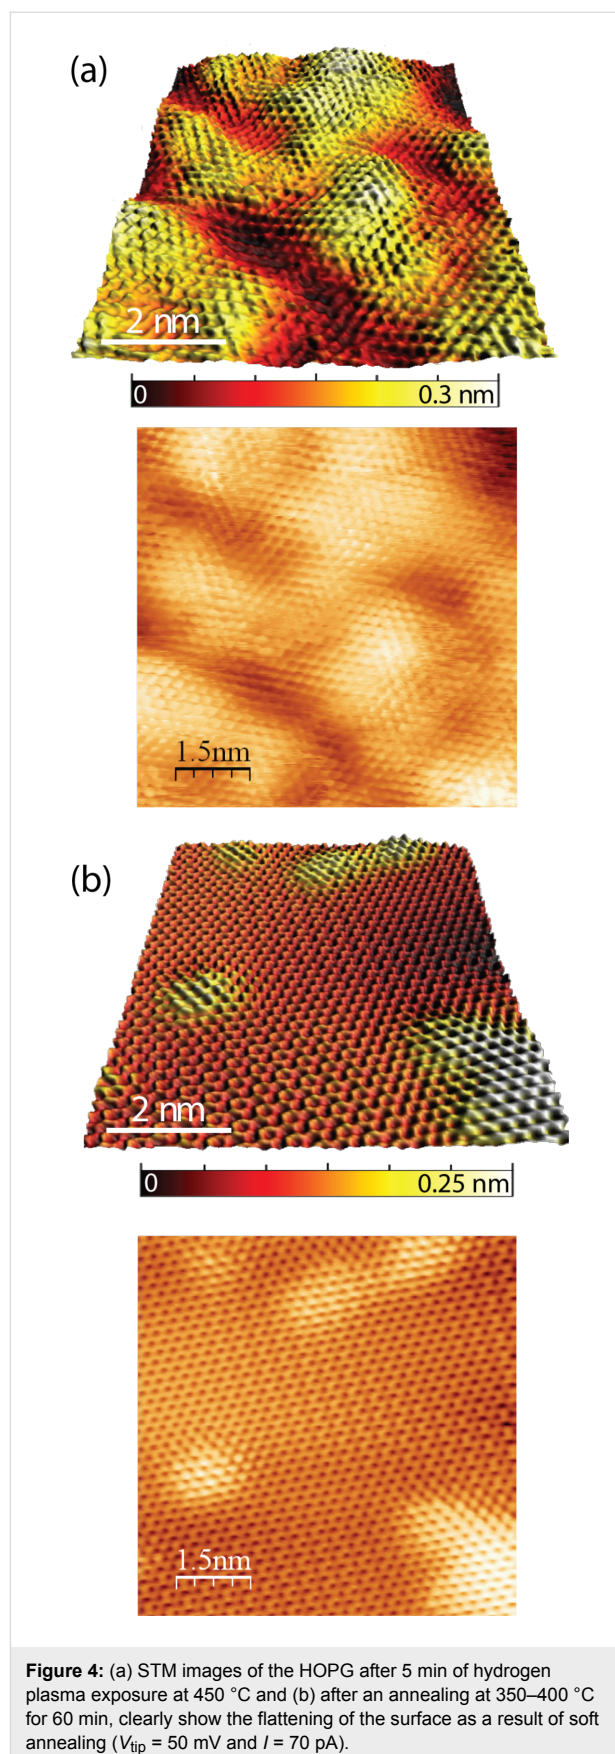 (a)
2 nm
0 0.3 nm
1.5nm
(b)
2 nm
0 0.25 nm
1.5nm
Figure 4: (a) STM images of the HOPG after 5 min of hydrogen
plasma exposure at 450 °C and (b) after an annealing at 350–400 °C
for 60 min, clearly show the flattening of the surface as a result of soft
annealing (Vtip = 50 mV and I = 70 pA).